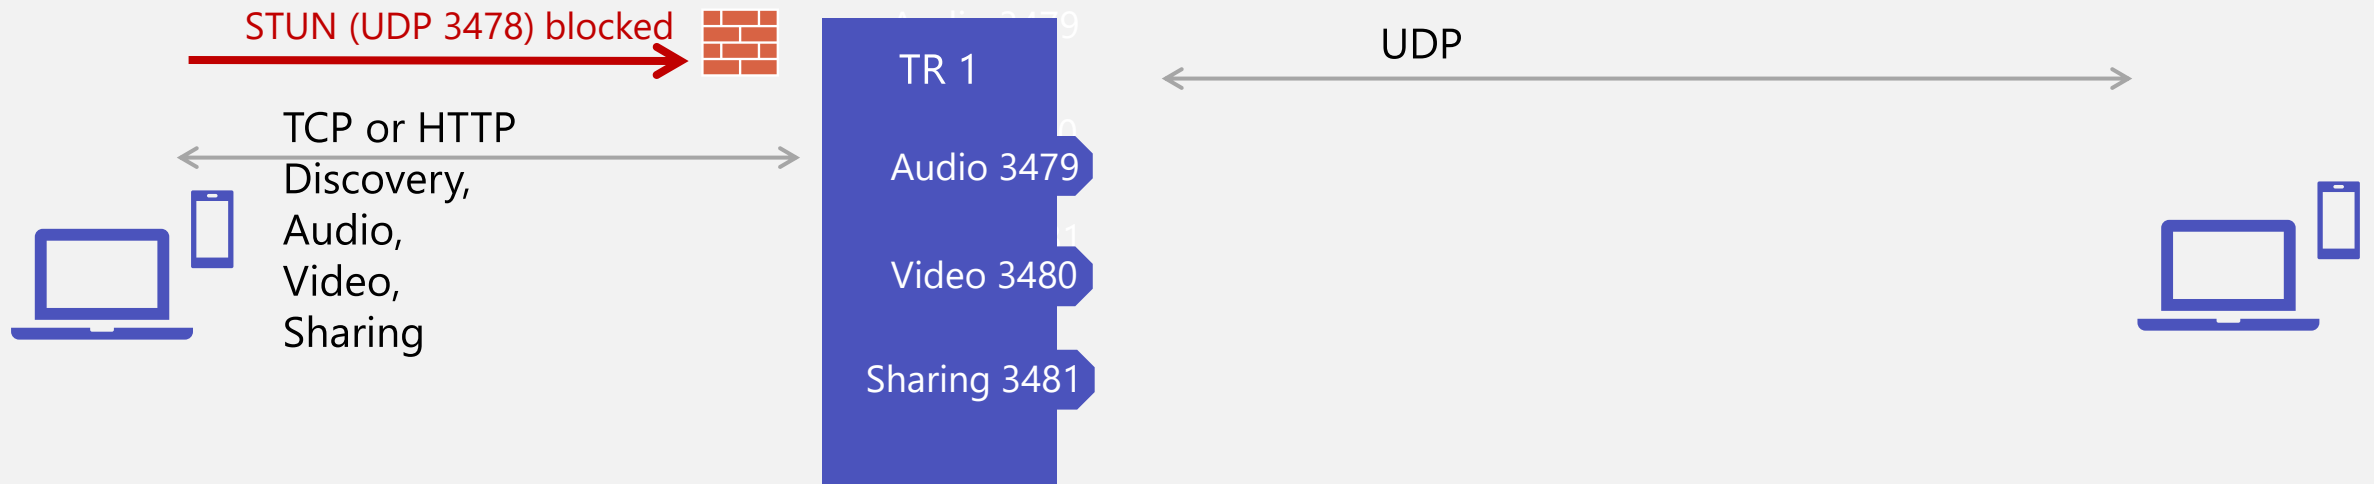 STUN (UDP 3478) blocked
TCP or HTTP
Discovery,
Audio,
Video,
Sharing
TR 1
Audio 3479
Video 3480
Sharing 3481
UDP